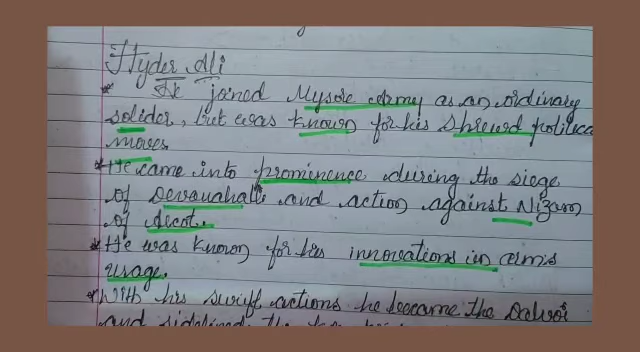 Hyder Ali
* He joined Mysore army as an ordinary
solider, but was known for his shrewd politica
moves.
* He came into prominence during the siege
of Devauahalli and action against Nizam
of Arcot.
* He was known for his innovations in arms
usage.
* With his swift actions he became the Dalwoi
and sidelined the